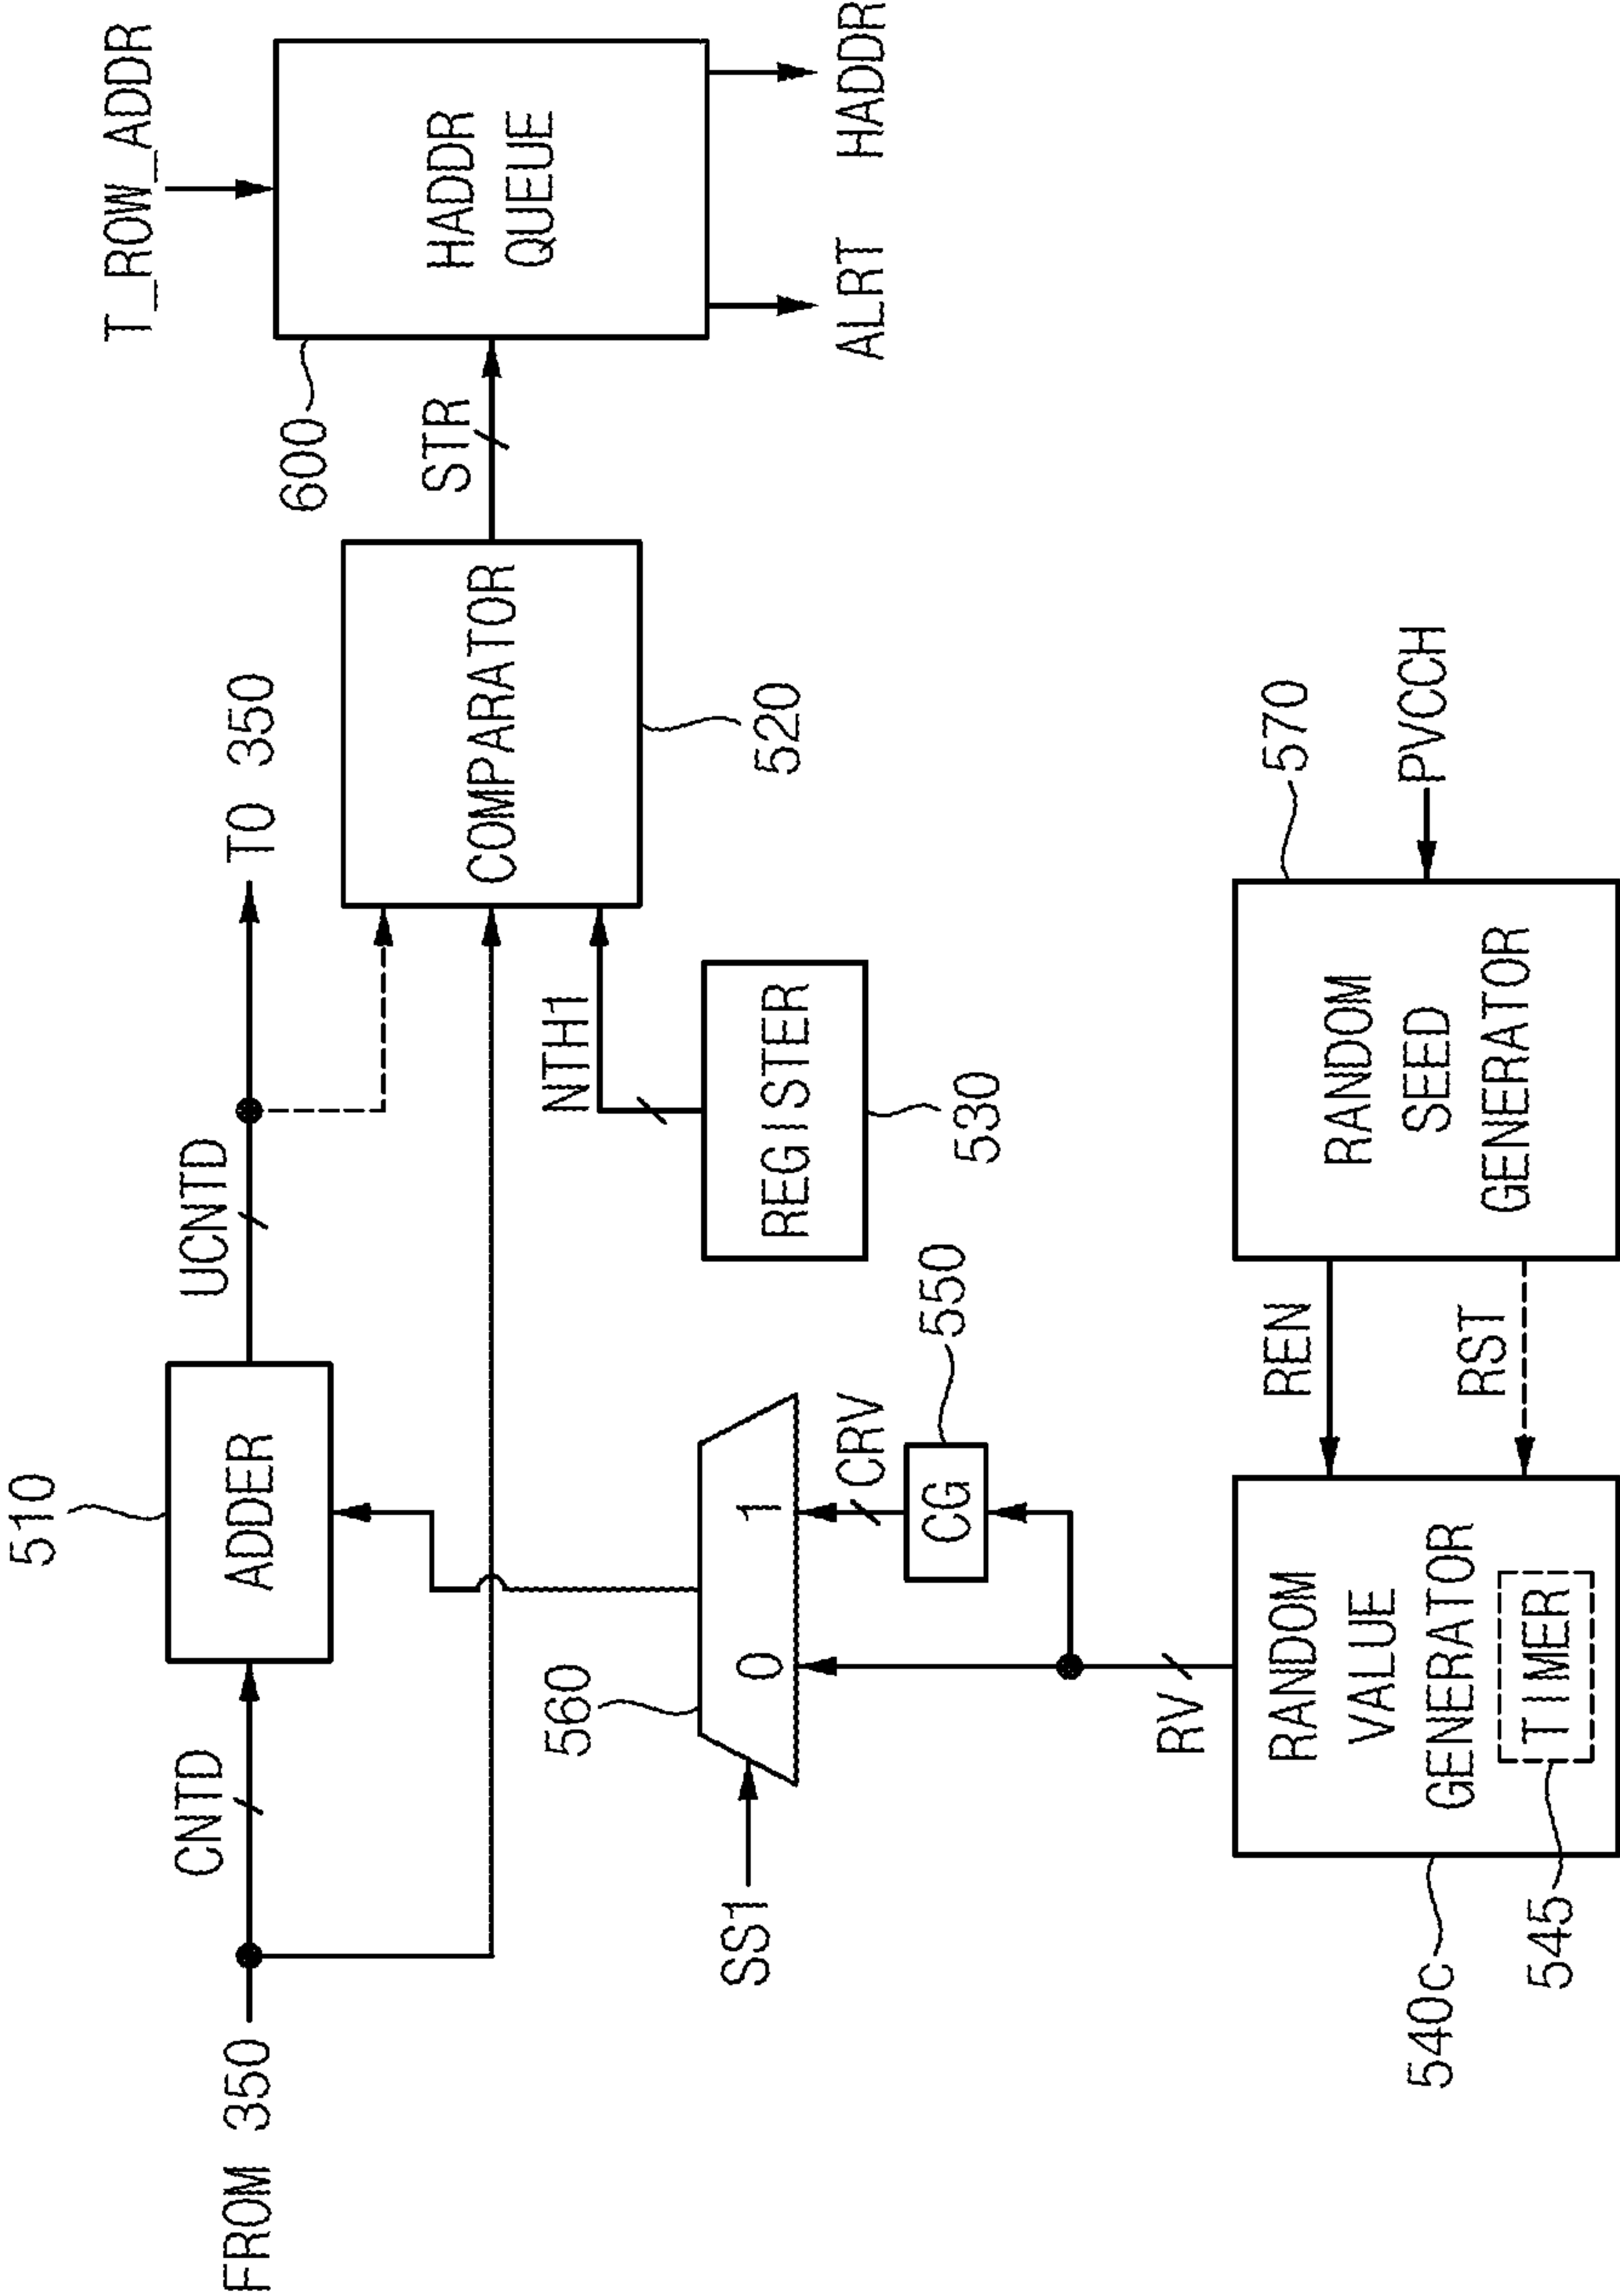 FROM 350
CNTD
510
ADDER
UCNTD
TO 350
T_ROW_ADDR
600
HADDR
QUEUE
STR
COMPARATOR
520
ALRT
HADDR
NTH1
REGISTER
530
SS1
560
0
1
CRV
550
CG
RV
RANDOM
VALUE
GENERATOR
TIMER
540c
545
REN
RST
570
RANDOM
SEED
GENERATOR
PVCCH